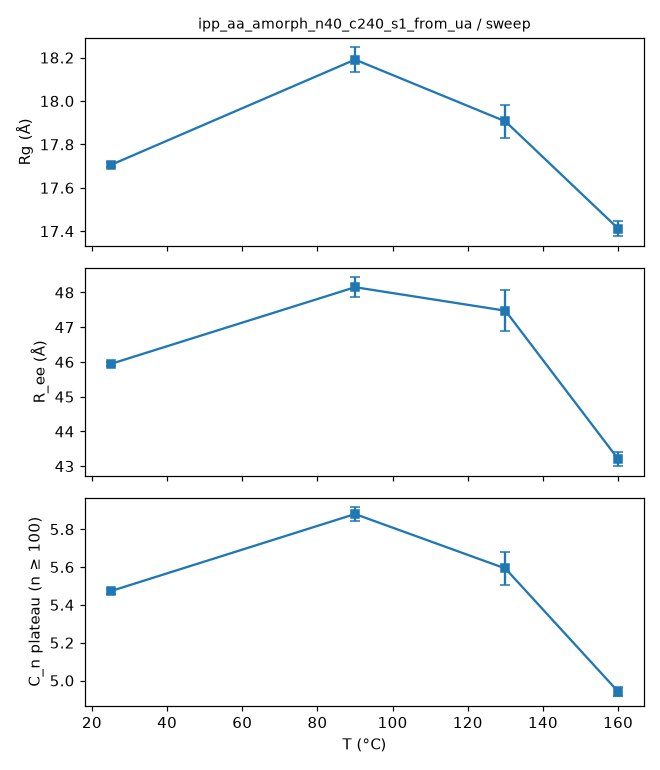 ipp_aa_amorph_n40_c240_s1_from_ua / sweep
18.2
18.0
17.8
17.6
17.4
Rg (Å)
48
47
46
45
44
43
R_ee (Å)
5.8
5.6
5.4
5.2
5.0
C_n plateau (n ≥ 100)
20 40 60 80 100 120 140 160
T (°C)